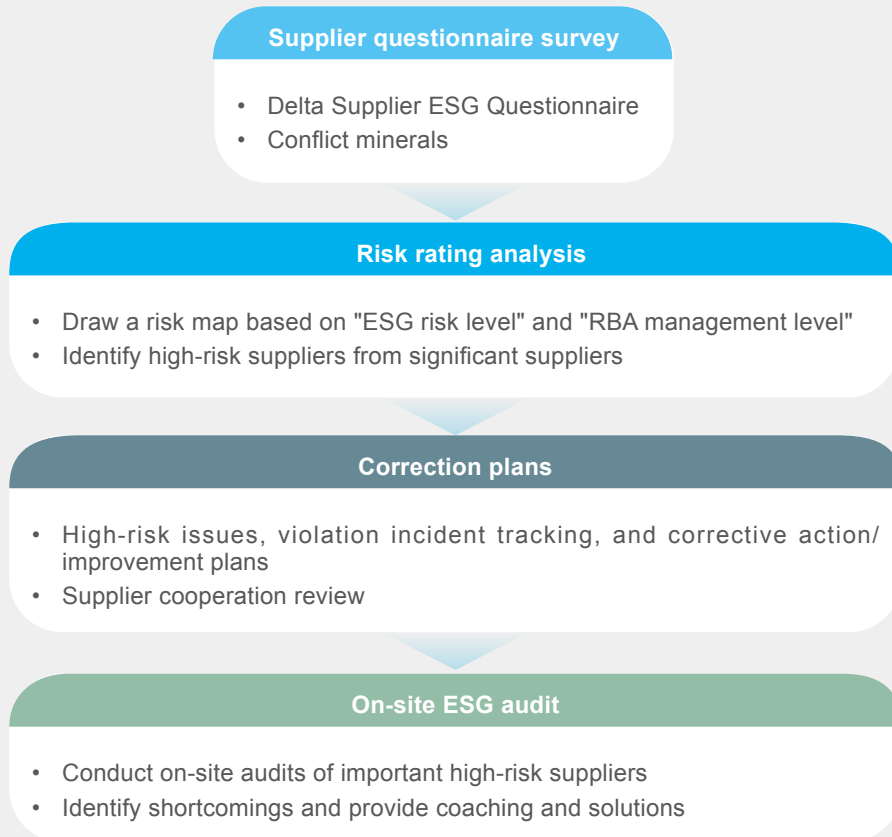 Supplier questionnaire survey
• Delta Supplier ESG Questionnaire
• Conflict minerals
Risk rating analysis
• Draw a risk map based on "ESG risk level" and "RBA management level"
• Identify high-risk suppliers from significant suppliers
Correction plans
• High-risk issues, violation incident tracking, and corrective action/
improvement plans
• Supplier cooperation review
On-site ESG audit
• Conduct on-site audits of important high-risk suppliers
• Identify shortcomings and provide coaching and solutions